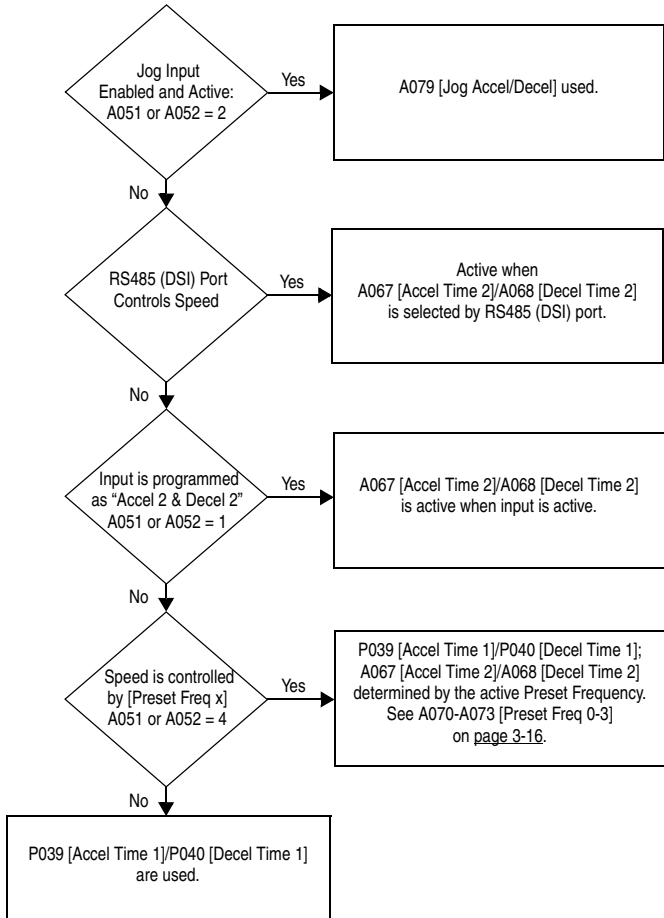 Jog Input
Enabled and Active:
A051 or A052 = 2
Yes
A079 [Jog Accel/Decel] used.
No
RS485 (DSI) Port
Controls Speed
Yes
Active when
A067 [Accel Time 2]/A068 [Decel Time 2]
is selected by RS485 (DSI) port.
No
Input is programmed
as “Accel 2 & Decel 2”
A051 or A052 = 1
Yes
A067 [Accel Time 2]/A068 [Decel Time 2]
is active when input is active.
No
Speed is controlled
by [Preset Freq x]
A051 or A052 = 4
Yes
P039 [Accel Time 1]/P040 [Decel Time 1];
A067 [Accel Time 2]/A068 [Decel Time 2]
determined by the active Preset Frequency.
See A070-A073 [Preset Freq 0-3]
on page 3-16.
No
P039 [Accel Time 1]/P040 [Decel Time 1]
are used.